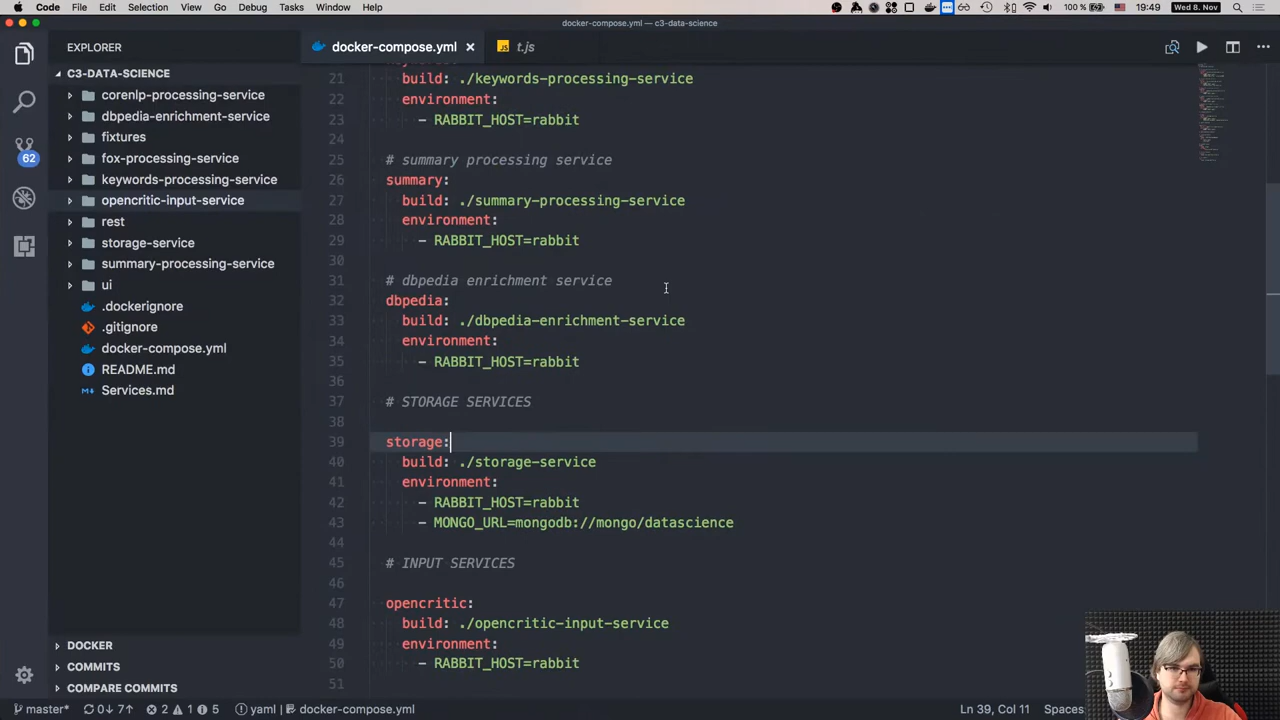 Code File Edit Selection View Go Debug Tasks Window Help
100 % 19:49 Wed 8. Nov
docker-compose.yml — c3-data-science
EXPLORER
docker-compose.yml
JS t.js
C3-DATA-SCIENCE
corenlp-processing-service
dbpedia-enrichment-service
fixtures
fox-processing-service
keywords-processing-service
opencritic-input-service
rest
storage-service
summary-processing-service
ui
.dockerignore
.gitignore
docker-compose.yml
README.md
Services.md
DOCKER
COMMITS
COMPARE COMMITS
62
21 build: ./keywords-processing-service
22 environment:
23 - RABBIT_HOST=rabbit
24
25 # summary processing service
26 summary:
27 build: ./summary-processing-service
28 environment:
29 - RABBIT_HOST=rabbit
30
31 # dbpedia enrichment service
32 dbpedia:
33 build: ./dbpedia-enrichment-service
34 environment:
35 - RABBIT_HOST=rabbit
36
37 # STORAGE SERVICES
38
39 storage:
40 build: ./storage-service
41 environment:
42 - RABBIT_HOST=rabbit
43 - MONGO_URL=mongodb://mongo/datascience
44
45 # INPUT SERVICES
46
47 opencritic:
48 build: ./opencritic-input-service
49 environment:
50 - RABBIT_HOST=rabbit
51
master* 0↓ 7↑ 2 1 5 yaml docker-compose.yml Ln 39, Col 11 Spaces